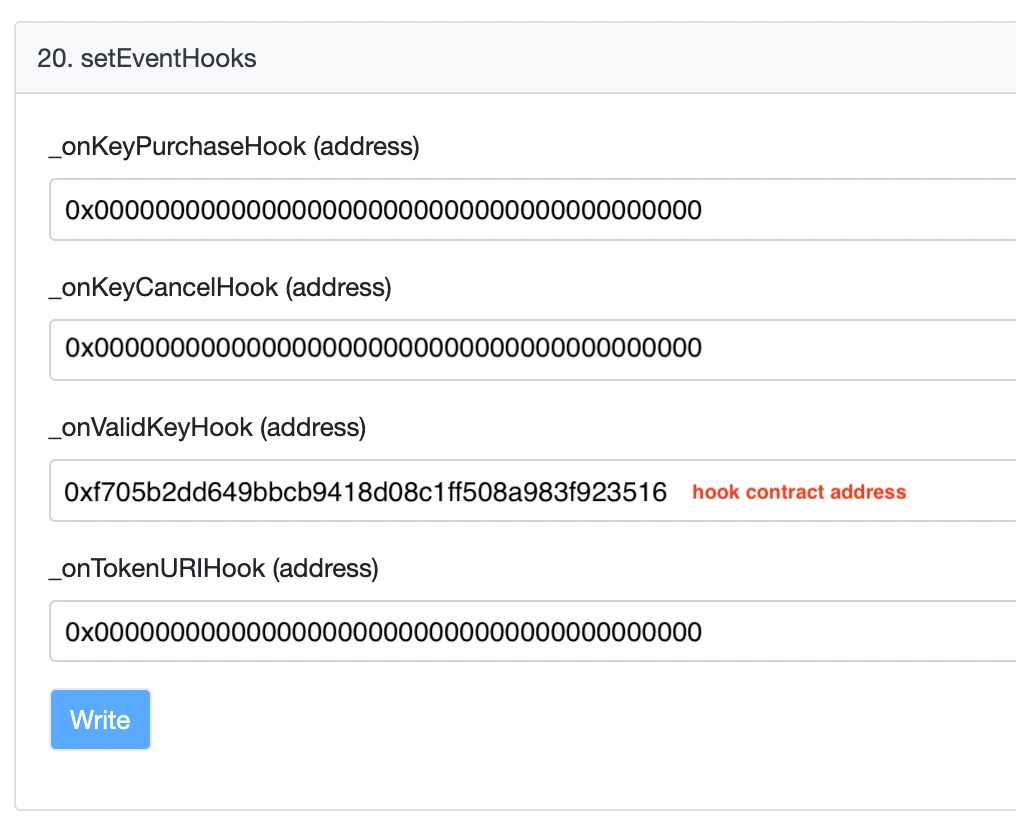 20. setEventHooks
_onKeyPurchaseHook (address)
0x0000000000000000000000000000000000000000
_onKeyCancelHook (address)
0x0000000000000000000000000000000000000000
_onValidKeyHook (address)
0xf705b2dd649bbcb9418d08c1ff508a983f923516 hook contract address
_onTokenURIHook (address)
0x0000000000000000000000000000000000000000
Write